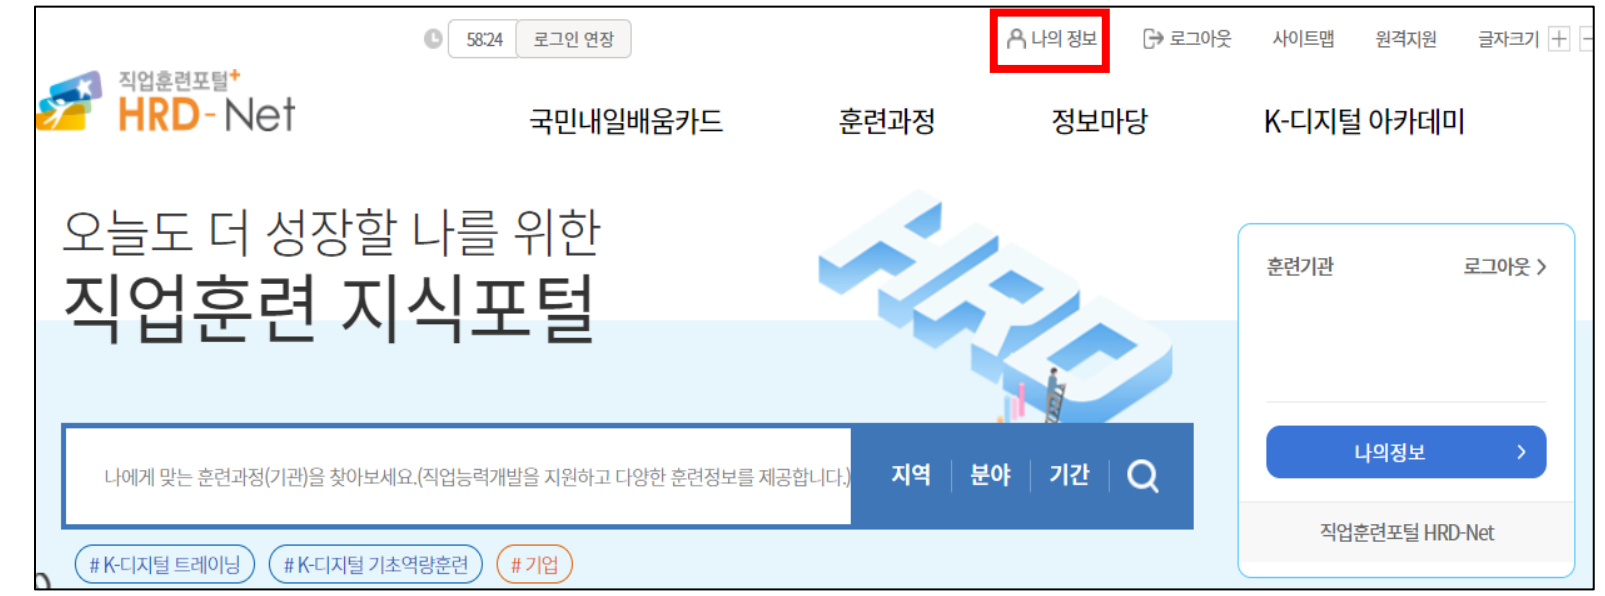 58:24 로그인 연장 나의 정보 로그아웃 사이트맵 원격지원 글자크기 + -
직업훈련포털+
HRD-Net
국민내일배움카드 훈련과정 정보마당 K-디지털 아카데미
오늘도 더 성장할 나를 위한
직업훈련 지식포털
HRD
훈련기관 로그아웃 >
나에게 맞는 훈련과정(기관)을 찾아보세요.(직업능력개발을 지원하고 다양한 훈련정보를 제공합니다.)
지역 분야 기간
나의정보 >
직업훈련포털 HRD-Net
# K-디지털 트레이닝 # K-디지털 기초역량훈련 # 기업